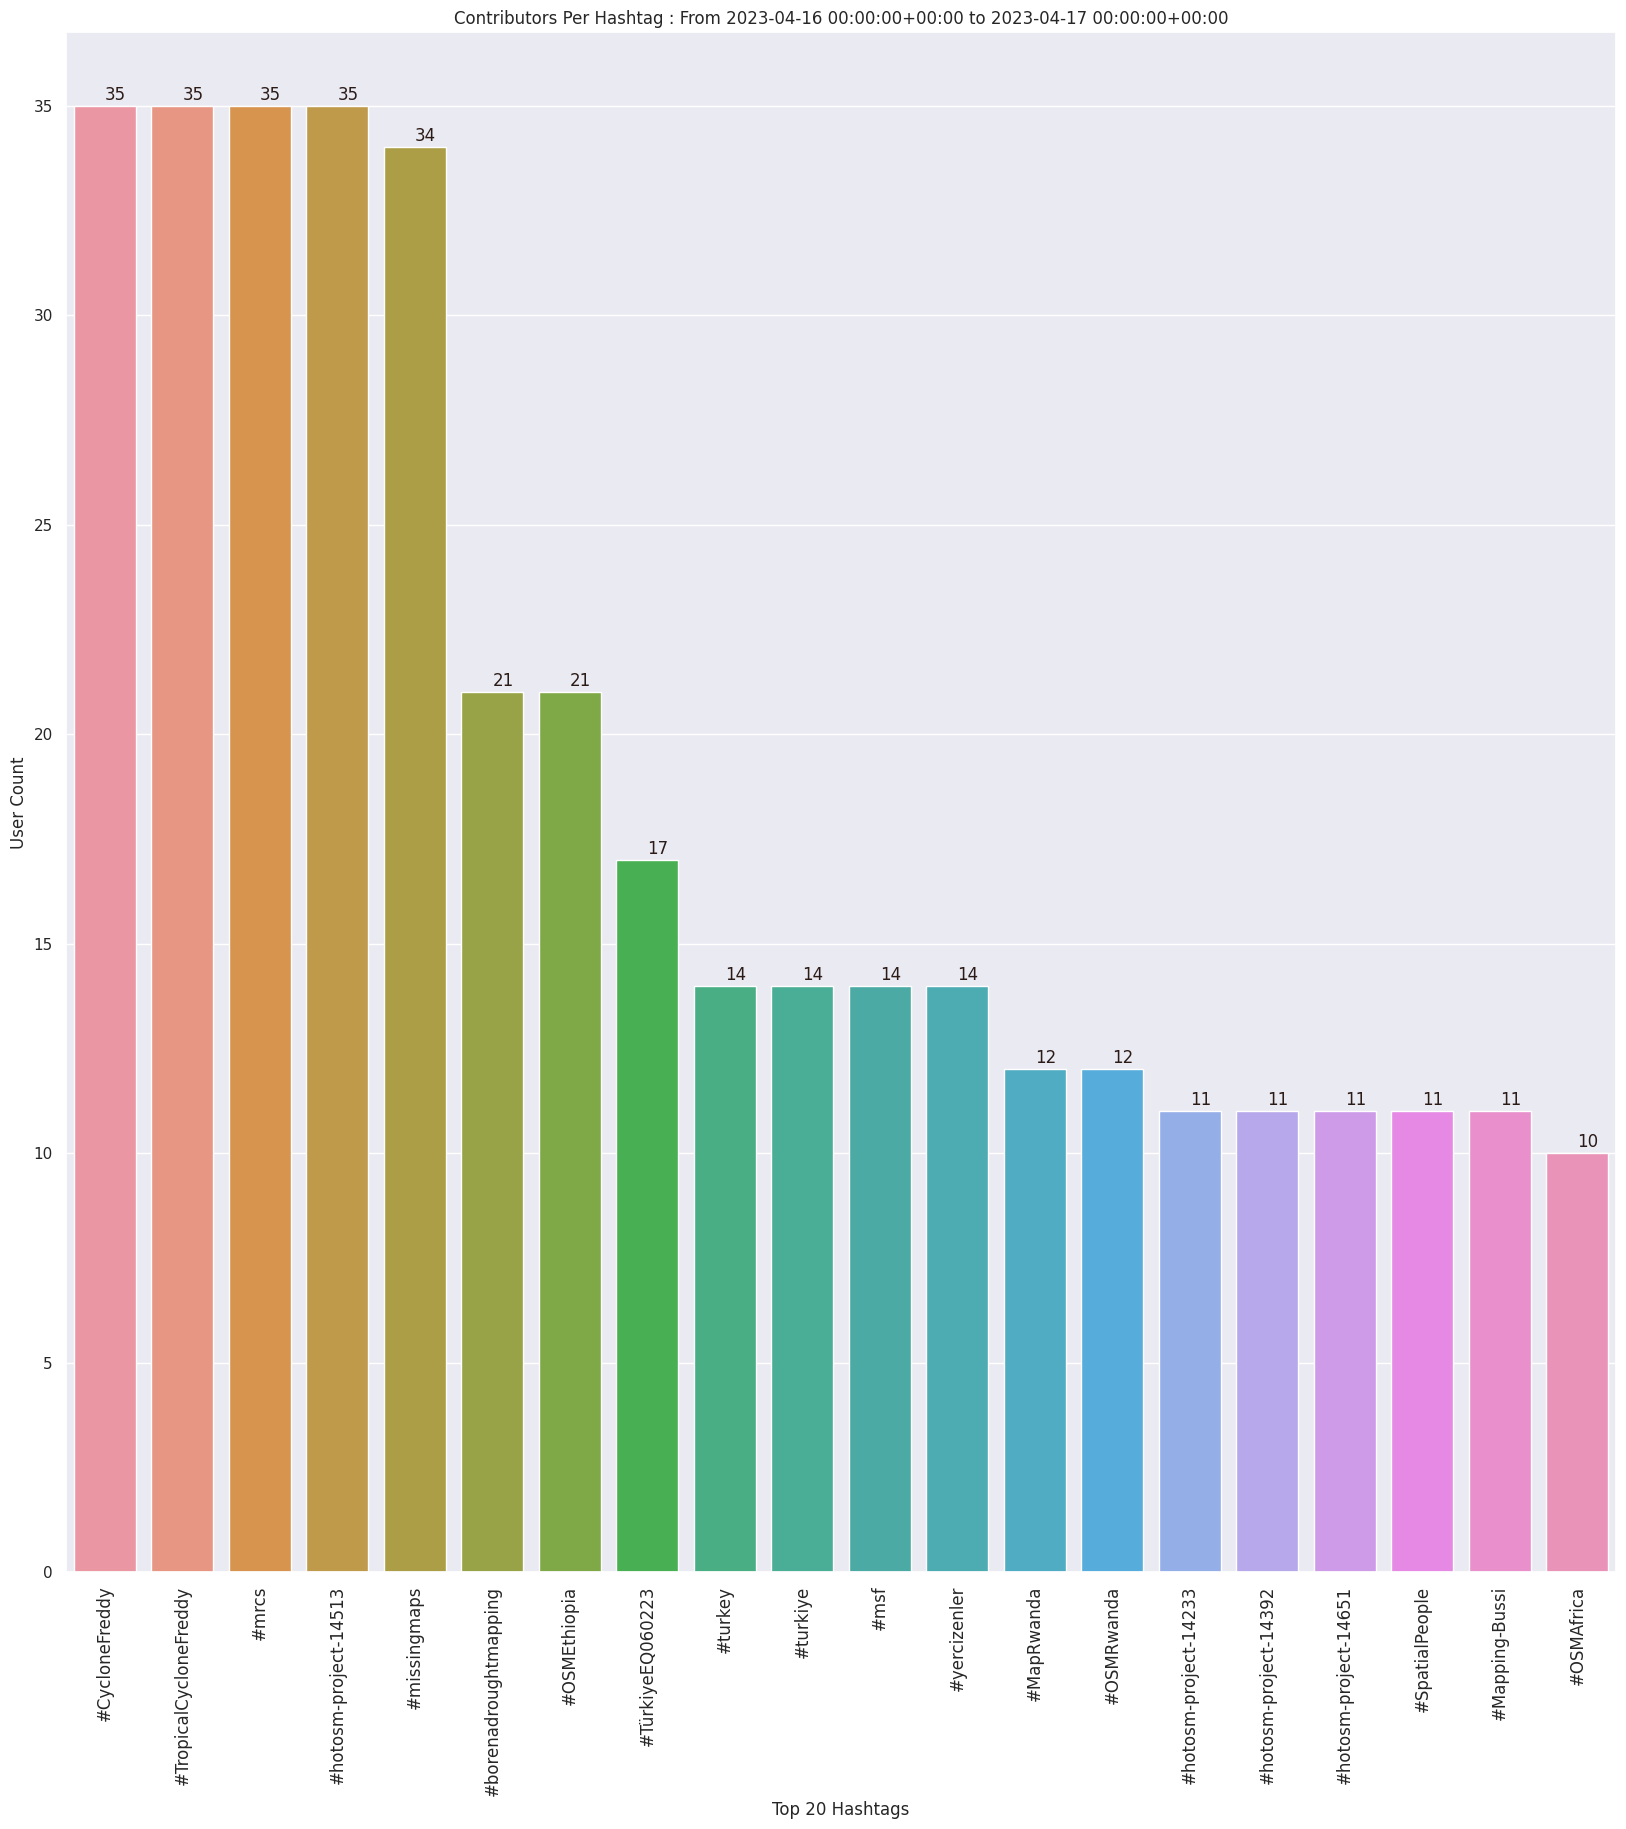 Contributors Per Hashtag : From 2023-04-16 00:00:00+00:00 to 2023-04-17 00:00:00+00:00
35
35
35
35
34
21
21
17
14
14
14
14
12
12
11
11
11
11
11
10
User Count
35
30
25
20
15
10
5
0
#CycloneFreddy
#TropicalCycloneFreddy
#mrcs
#hotosm-project-14513
#missingmaps
#borenadroughtmapping
#OSMEthiopia
#TürkiyeEQ060223
#turkey
#turkiye
#msf
#yercizenler
#MapRwanda
#OSMRwanda
#hotosm-project-14233
#hotosm-project-14392
#hotosm-project-14651
#SpatialPeople
#Mapping-Bussi
#OSMAfrica
Top 20 Hashtags